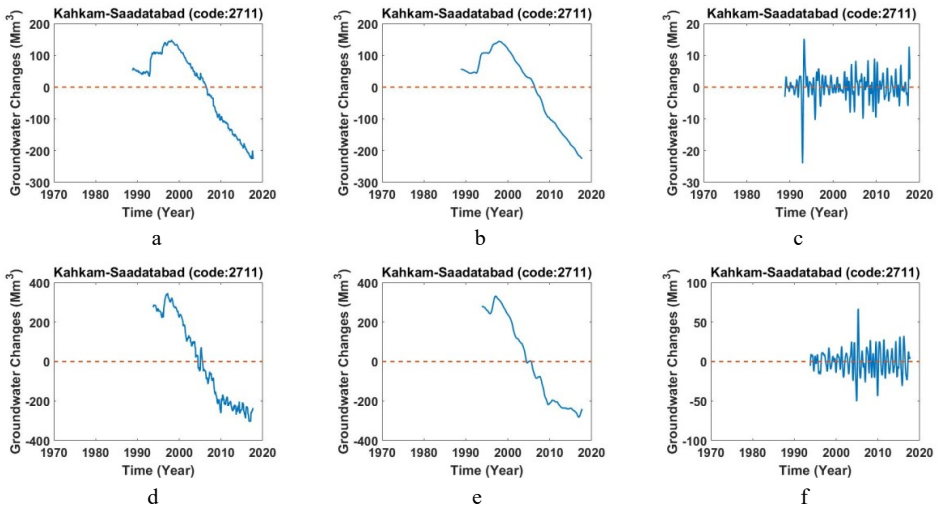 Kahkam-Saadatabad (code:2711)
Groundwater Changes (Mm³)
200
100
0
-100
-200
-300
1970 1980 1990 2000 2010 2020
Time (Year)
a
Kahkam-Saadatabad (code:2711)
Groundwater Changes (Mm³)
200
100
0
-100
-200
-300
1970 1980 1990 2000 2010 2020
Time (Year)
b
Kahkam-Saadatabad (code:2711)
Groundwater Changes (Mm³)
20
10
0
-10
-20
-30
1970 1980 1990 2000 2010 2020
Time (Year)
c
Kahkam-Saadatabad (code:2711)
Groundwater Changes (Mm³)
400
200
0
-200
-400
1970 1980 1990 2000 2010 2020
Time (Year)
d
Kahkam-Saadatabad (code:2711)
Groundwater Changes (Mm³)
400
200
0
-200
-400
1970 1980 1990 2000 2010 2020
Time (Year)
e
Kahkam-Saadatabad (code:2711)
Groundwater Changes (Mm³)
100
50
0
-50
-100
1970 1980 1990 2000 2010 2020
Time (Year)
f